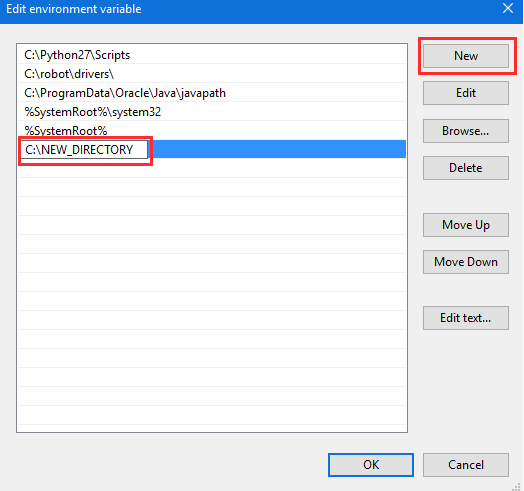 Edit environment variable
C:\Python27\Scripts
C:\robot\drivers\
C:\ProgramData\Oracle\Java\javapath
%SystemRoot%\system32
%SystemRoot%
C:\NEW_DIRECTORY
New
Edit
Browse...
Delete
Move Up
Move Down
Edit text...
OK
Cancel